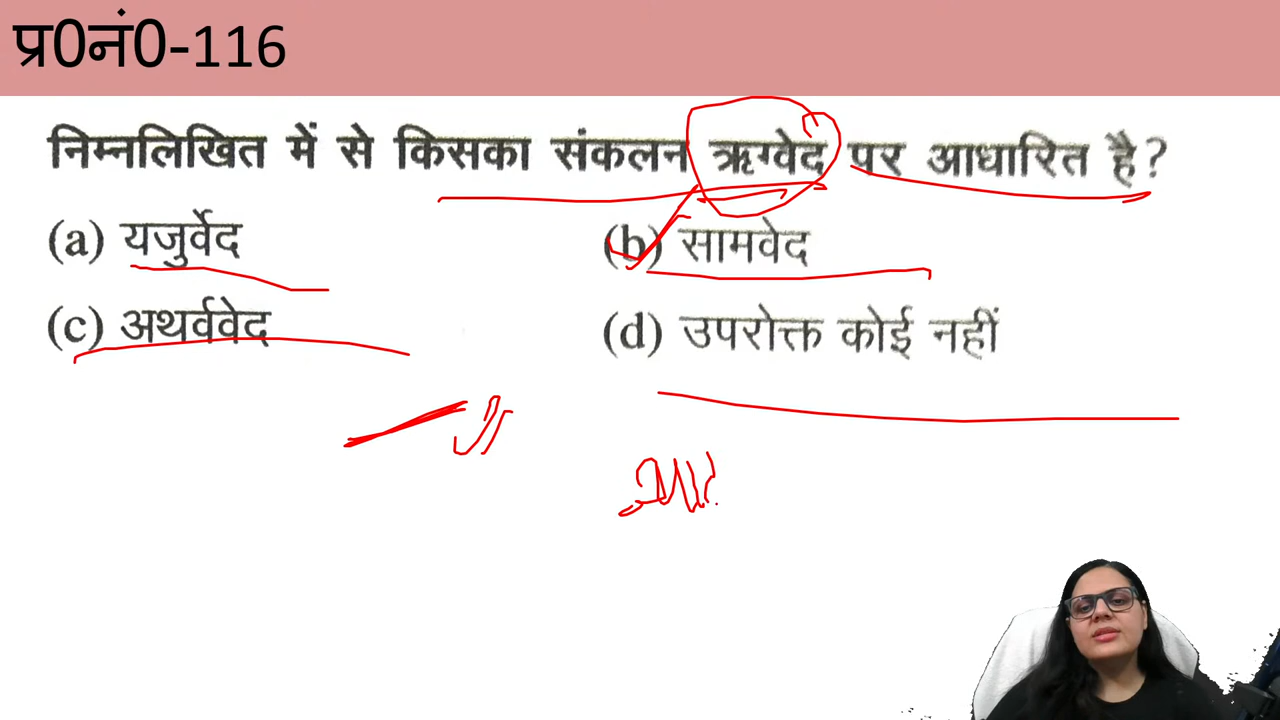 प्र0नं0-116
निम्नलिखित में से किसका संकलन ऋग्वेद पर आधारित है?
(a) यजुर्वेद (b) सामवेद
(c) अथर्ववेद (d) उपरोक्त कोई नहीं